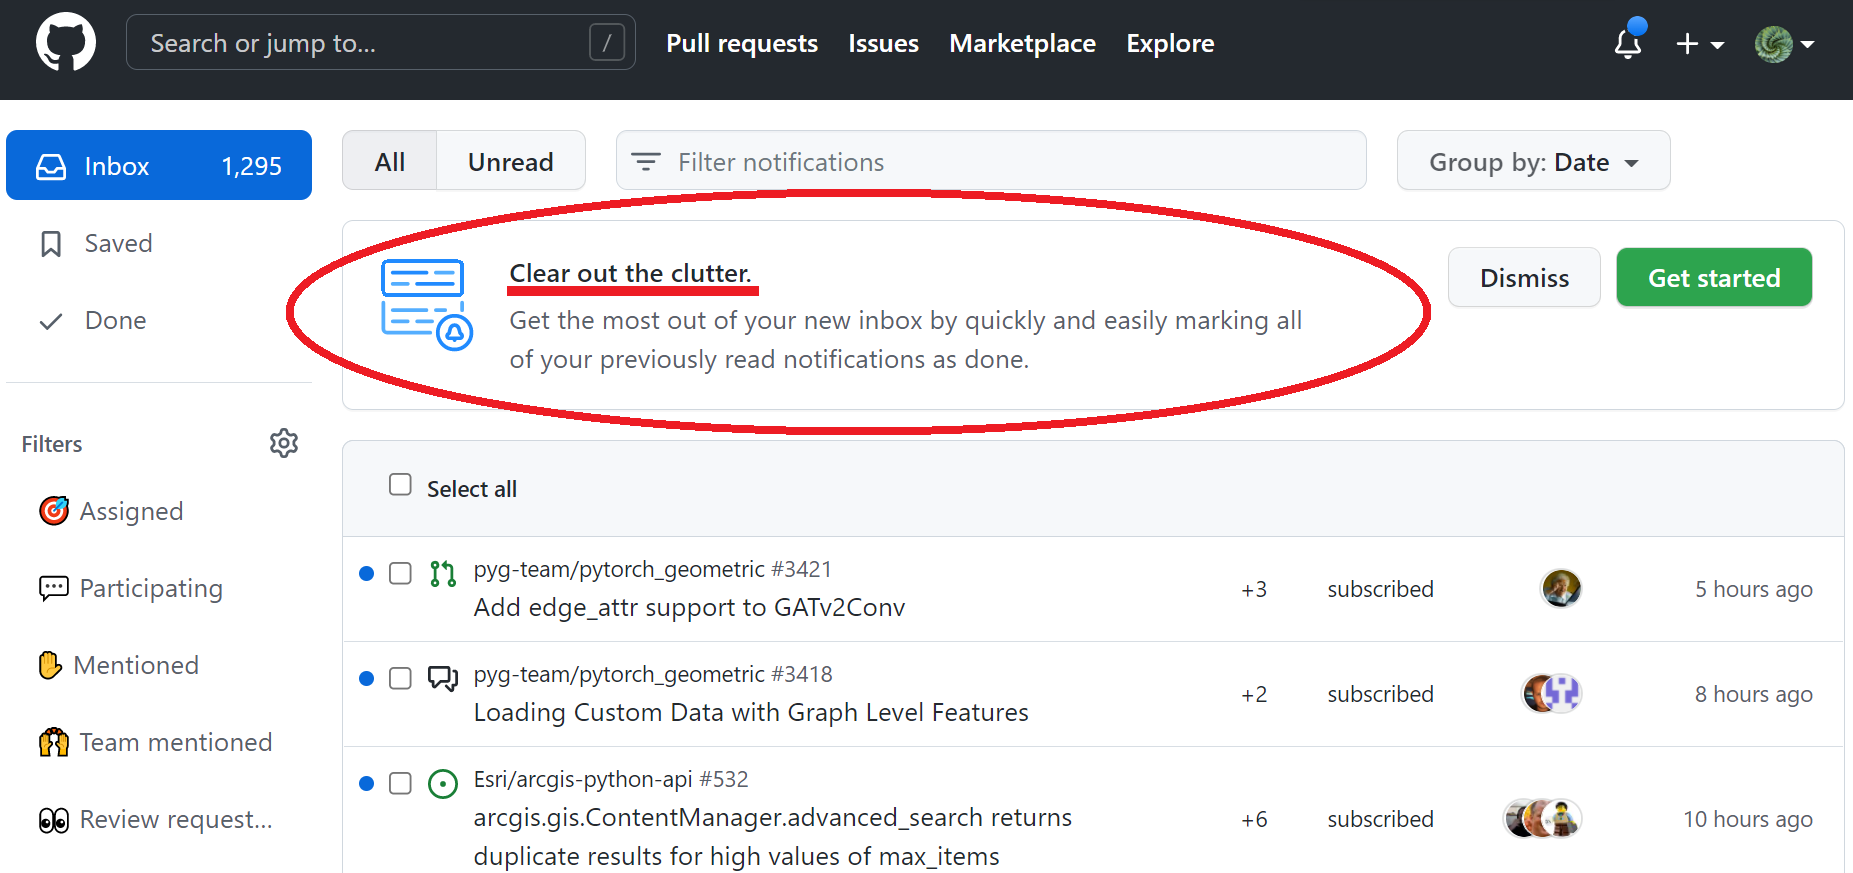 Search or jump to... /
Pull requests Issues Marketplace Explore
Inbox 1,295
Saved
Done
Filters
Assigned
Participating
Mentioned
Team mentioned
Review request...
All Unread
Filter notifications
Group by: Date
Clear out the clutter.
Get the most out of your new inbox by quickly and easily marking all
of your previously read notifications as done.
Dismiss
Get started
Select all
pyg-team/pytorch_geometric #3421
Add edge_attr support to GATv2Conv
+3 subscribed 5 hours ago
pyg-team/pytorch_geometric #3418
Loading Custom Data with Graph Level Features
+2 subscribed 8 hours ago
Esri/arcgis-python-api #532
arcgis.gis.ContentManager.advanced_search returns
duplicate results for high values of max_items
+6 subscribed 10 hours ago